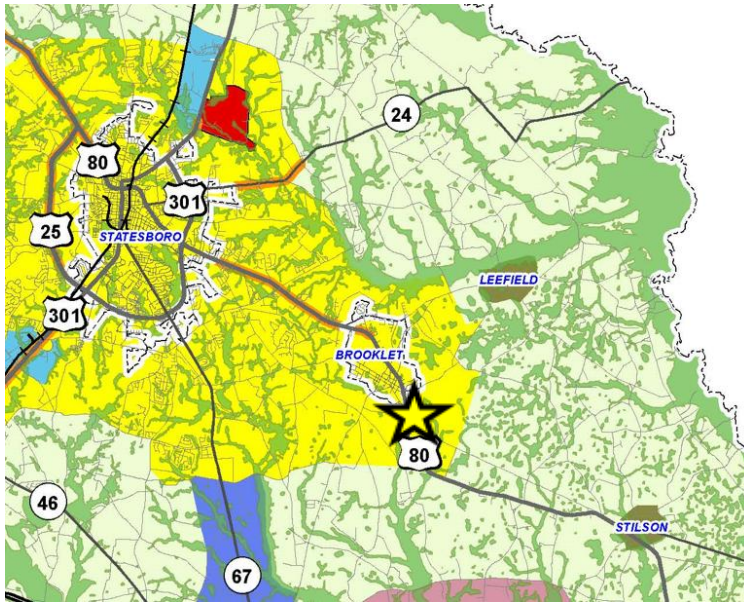 24
80
301
25
STATESBORO
LEEFIELD
301
BROOKLET
80
46
STILSON
67